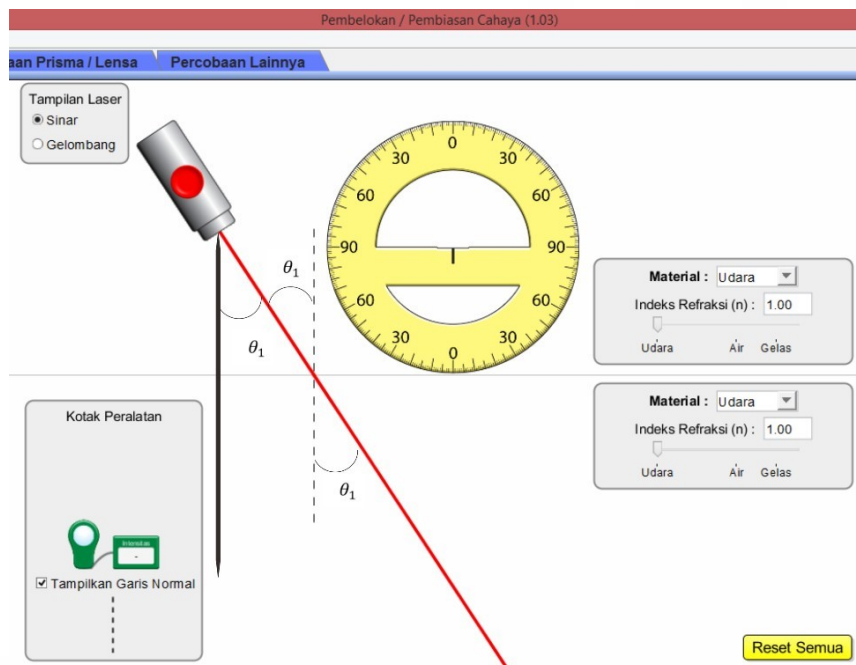 Pembelokan / Pembiasan Cahaya (1.03)
aan Prisma / Lensa
Percobaan Lainnya
Tampilan Laser
Sinar
Gelombang
0
30 30
60 60
90 90
60 60
30 30
0
θ1
θ1
θ1
Material : Udara
Indeks Refraksi (n) : 1.00
Udara Air Gelas
Material : Udara
Indeks Refraksi (n) : 1.00
Udara Air Gelas
Kotak Peralatan
-
Tampilkan Garis Normal
Reset Semua